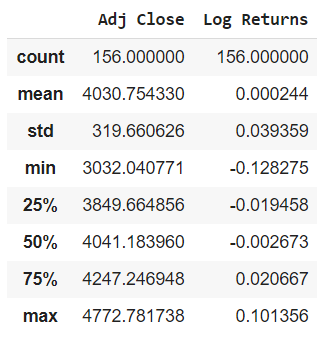 Adj Close Log Returns
count 156.000000 156.000000
mean 4030.754330 0.000244
std 319.660626 0.039359
min 3032.040771 -0.128275
25% 3849.664856 -0.019458
50% 4041.183960 -0.002673
75% 4247.246948 0.020667
max 4772.781738 0.101356